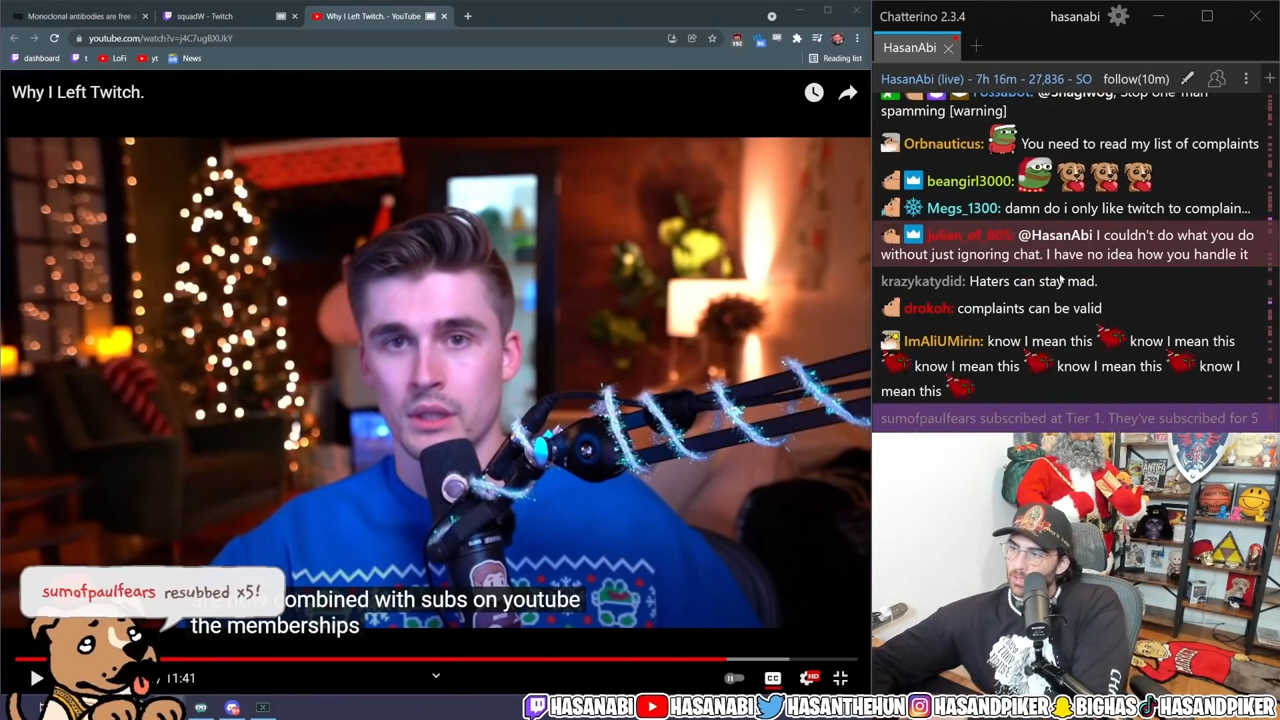 Monoclonal antibodies are free
squadW - Twitch
Why I Left Twitch. - YouTube
youtube.com/watch?v=j4C7ugBXUkY
dashboard
t
LoFi
yt
News
Reading list
Why I Left Twitch.
are now combined with subs on youtube
the memberships
sumofpaulfears resubbed x5!
11:41
CC
HD
Chatterino 2.3.4
hasanabi
HasanAbi
HasanAbi (live) - 7h 16m - 27,836 - SO
follow(10m)
spamming [warning]
Orbnauticus: You need to read my list of complaints
beangirl3000:
Megs_1300: damn do i only like twitch to complain...
julian_of_805: @HasanAbi I couldn't do what you do
without just ignoring chat. I have no idea how you handle it
krazykatydid: Haters can stay mad.
drokoh: complaints can be valid
ImAliUMirin: know I mean this know I mean this
know I mean this know I mean this know I
mean this
sumofpaulfears subscribed at Tier 1. They've subscribed for 5
HASANABI
HASANABI
HASANTHEHUN
HASANDPIKER
BIGHAS
HASANDPIKER